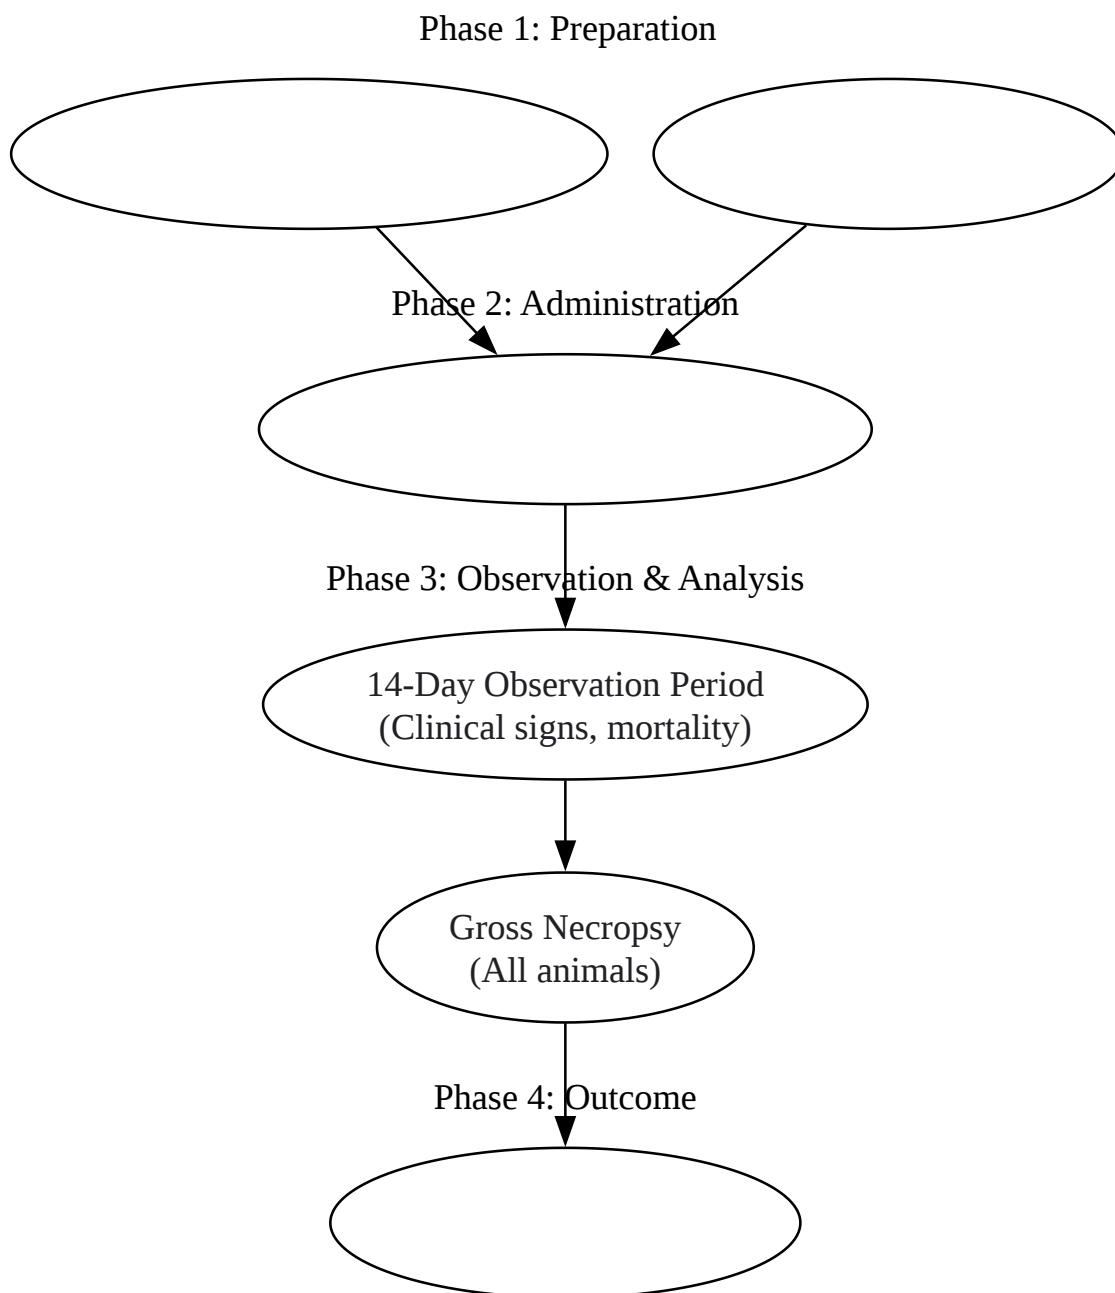 Phase 1: Preparation
Phase 2: Administration
Phase 3: Observation & Analysis
14-Day Observation Period
(Clinical signs, mortality)
Gross Necropsy
(All animals)
Phase 4: Outcome